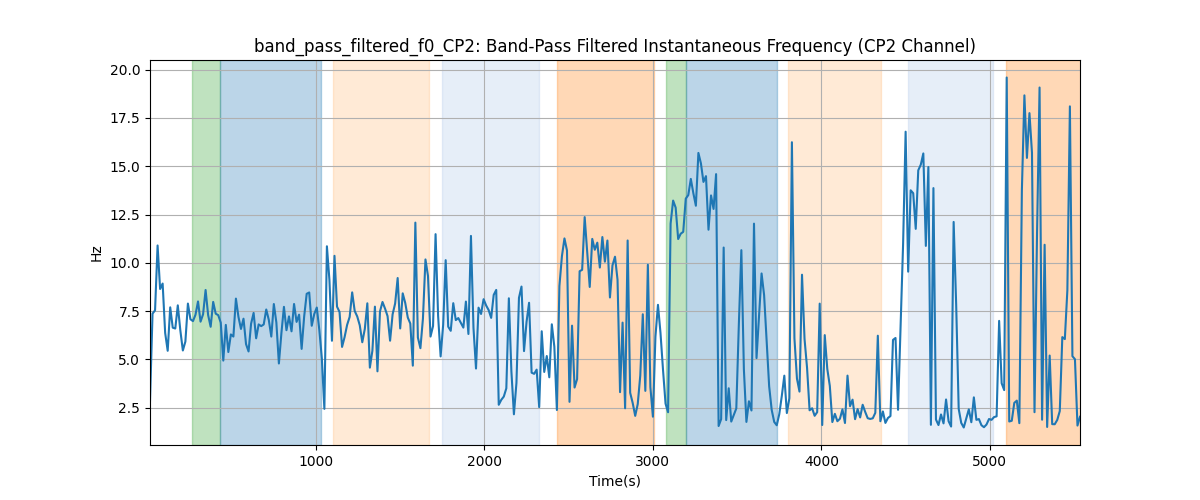 band_pass_filtered_f0_CP2: Band-Pass Filtered Instantaneous Frequency (CP2 Channel)
20.0
17.5
15.0
12.5
10.0
7.5
5.0
2.5
Hz
1000 2000 3000 4000 5000
Time(s)